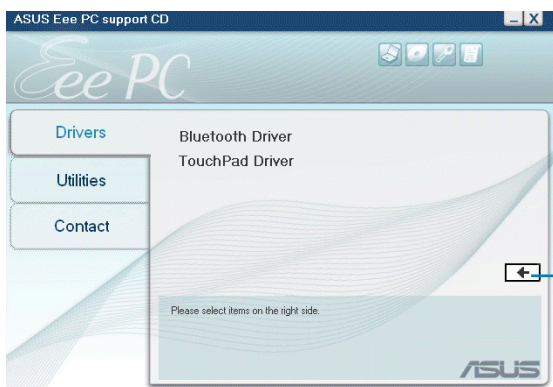 ASUS Eee PC support CD
Eee PC
Drivers
Utilities
Contact
Bluetooth Driver
TouchPad Driver
Please select items on the right side.
ASUS